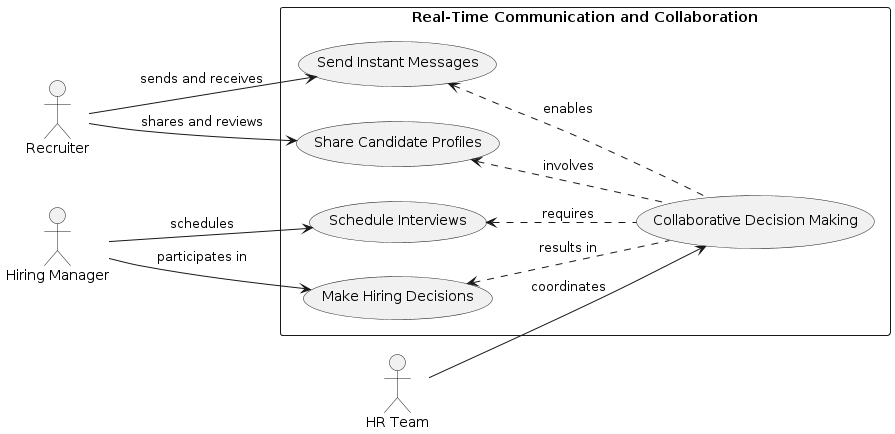 Real-Time Communication and Collaboration
Send Instant Messages
sends and receives
enables
Recruiter
shares and reviews
Share Candidate Profiles
involves
schedules
Schedule Interviews
requires
Collaborative Decision Making
Hiring Manager
participates in
results in
Make Hiring Decisions
coordinates
HR Team